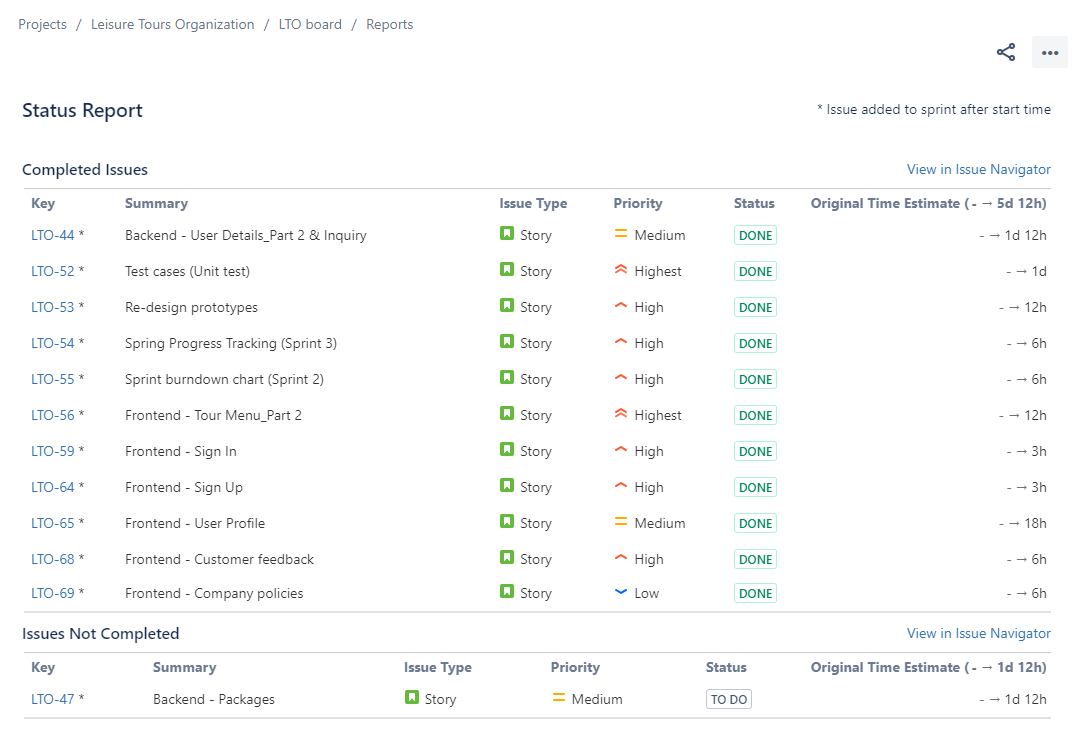 Projects / Leisure Tours Organization / LTO board / Reports
Status Report
* Issue added to sprint after start time
Completed Issues
View in Issue Navigator
Key Summary Issue Type Priority Status Original Time Estimate ( - → 5d 12h)
LTO-44 * Backend - User Details_Part 2 & Inquiry Story Medium DONE - → 1d 12h
LTO-52 * Test cases (Unit test) Story Highest DONE - → 1d
LTO-53 * Re-design prototypes Story High DONE - → 12h
LTO-54 * Spring Progress Tracking (Sprint 3) Story High DONE - → 6h
LTO-55 * Sprint burndown chart (Sprint 2) Story High DONE - → 6h
LTO-56 * Frontend - Tour Menu_Part 2 Story Highest DONE - → 12h
LTO-59 * Frontend - Sign In Story High DONE - → 3h
LTO-64 * Frontend - Sign Up Story High DONE - → 3h
LTO-65 * Frontend - User Profile Story Medium DONE - → 18h
LTO-68 * Frontend - Customer feedback Story High DONE - → 6h
LTO-69 * Frontend - Company policies Story Low DONE - → 6h
Issues Not Completed
View in Issue Navigator
Key Summary Issue Type Priority Status Original Time Estimate ( - → 1d 12h)
LTO-47 * Backend - Packages Story Medium TO DO - → 1d 12h